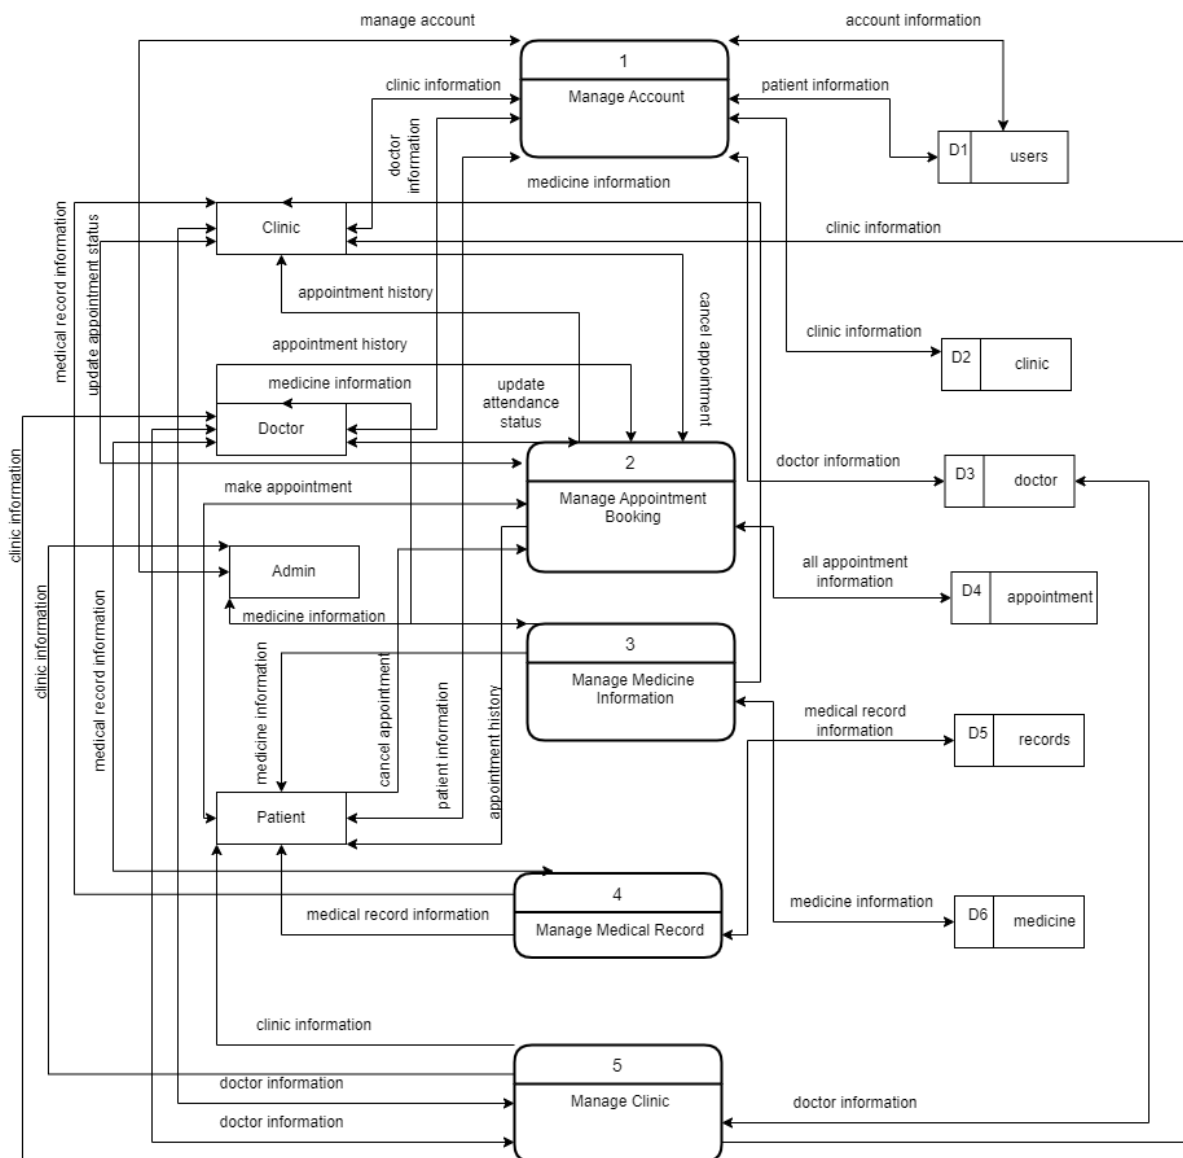 manage account
account information
1
clinic information
patient information
Manage Account
doctor
information
D1
users
medicine information
medical record information
update appointment status
Clinic
clinic information
appointment history
cancel appointment
clinic information
appointment history
D2
clinic
medicine information
update
attendance
status
Doctor
2
doctor information
D3
doctor
make appointment
Manage Appointment
Booking
clinic information
all appointment
information
Admin
D4
appointment
clinic information
medical record information
medicine information
3
medicine information
cancel appointment
patient information
appointment history
Manage Medicine
Information
medical record
information
D5
records
Patient
4
medical record information
Manage Medical Record
medicine information
D6
medicine
clinic information
5
doctor information
Manage Clinic
doctor information
doctor information